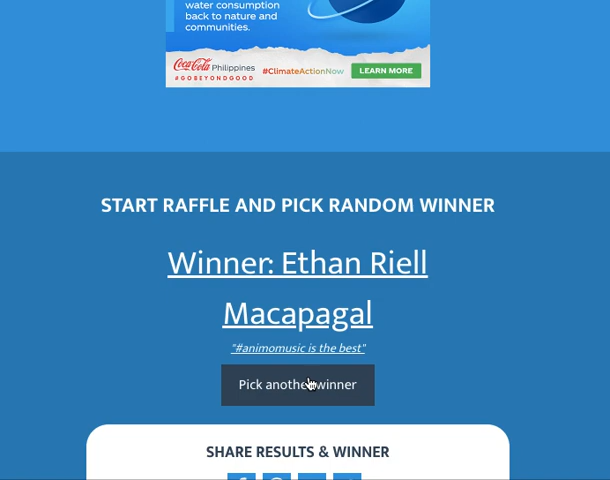 water consumption
back to nature and
communities.
Coca-Cola Philippines
#GOBEYONDGOOD
#ClimateActionNow
LEARN MORE
START RAFFLE AND PICK RANDOM WINNER
Winner: Ethan Riell
Macapagal
"#animomusic is the best"
Pick another winner
SHARE RESULTS & WINNER